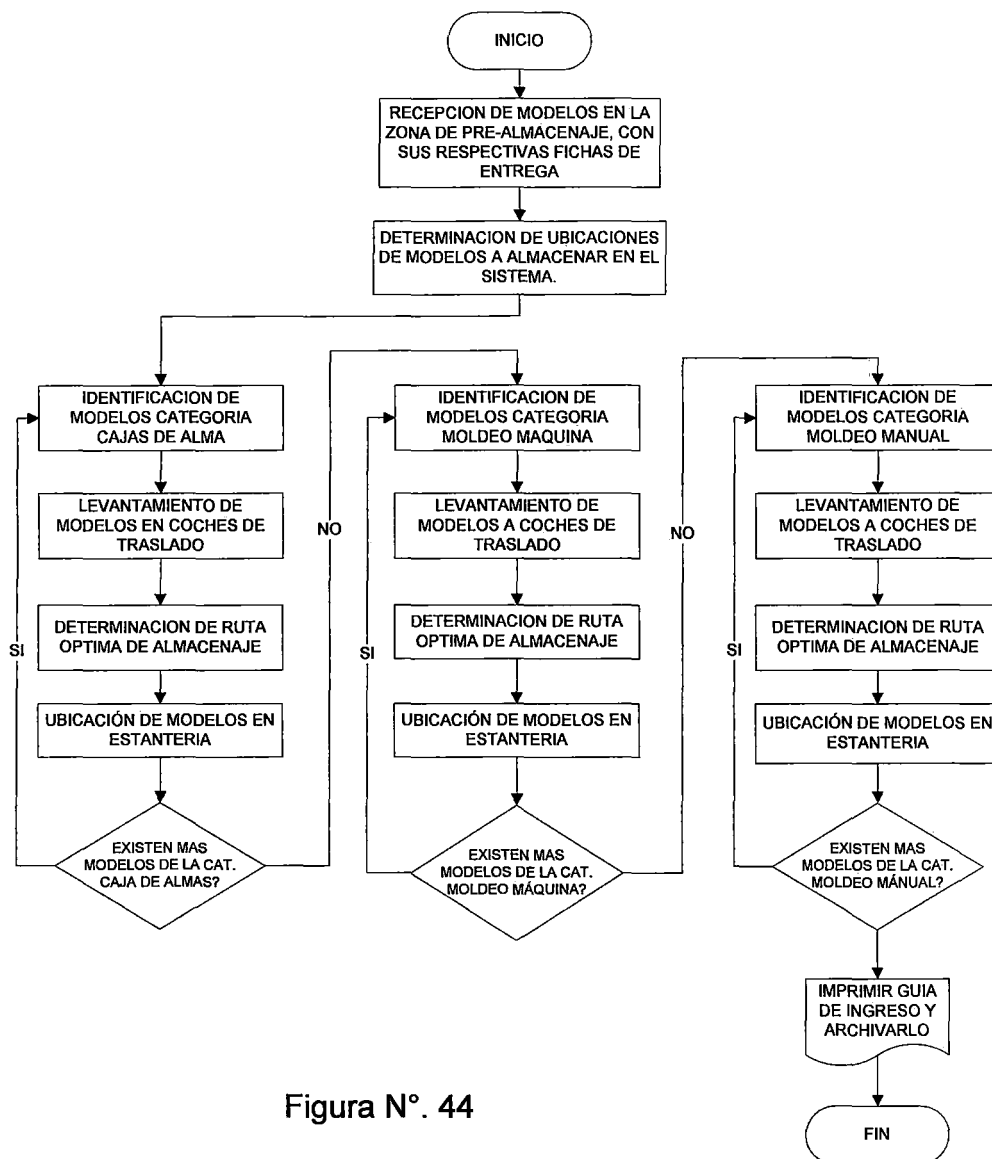 INICIO
RECEPCION DE MODELOS EN LA
ZONA DE PRE-ALMACENAJE, CON
SUS RESPECTIVAS FICHAS DE
ENTREGA
DETERMINACION DE UBICACIONES
DE MODELOS A ALMACENAR EN EL
SISTEMA.
IDENTIFICACION DE
MODELOS CATEGORIA
CAJAS DE ALMA
LEVANTAMIENTO DE
MODELOS EN COCHES DE
TRASLADO
DETERMINACION DE RUTA
OPTIMA DE ALMACENAJE
UBICACIÓN DE MODELOS EN
ESTANTERIA
EXISTEN MAS
MODELOS DE LA CAT.
CAJA DE ALMAS?
SI
NO
IDENTIFICACION DE
MODELOS CATEGORIA
MOLDEO MAQUINA
LEVANTAMIENTO DE
MODELOS A COCHES DE
TRASLADO
DETERMINACION DE RUTA
OPTIMA DE ALMACENAJE
UBICACIÓN DE MODELOS EN
ESTANTERIA
EXISTEN MAS
MODELOS DE LA CAT.
MOLDEO MÁQUINA?
SI
NO
IDENTIFICACION DE
MODELOS CATEGORIA
MOLDEO MANUAL
LEVANTAMIENTO DE
MODELOS A COCHES DE
TRASLADO
DETERMINACION DE RUTA
OPTIMA DE ALMACENAJE
UBICACIÓN DE MODELOS EN
ESTANTERIA
EXISTEN MAS
MODELOS DE LA CAT.
MOLDEO MÁNUAL?
SI
IMPRIMIR GUIA
DE INGRESO Y
ARCHIVARLO
FIN
Figura N°. 44